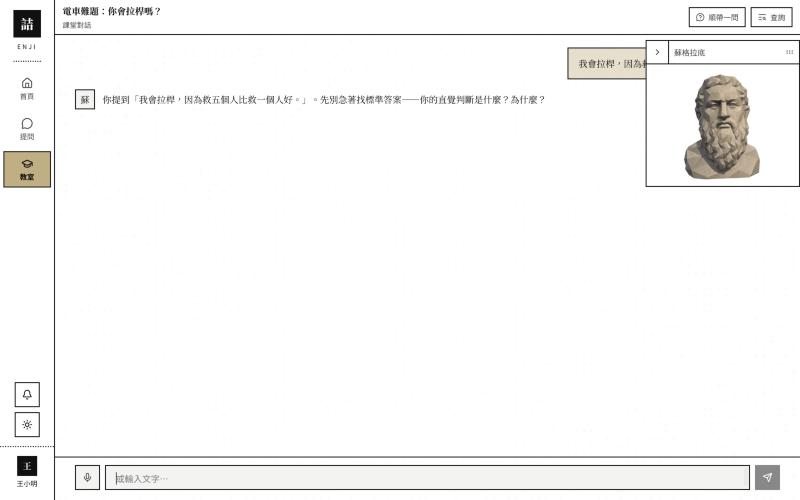 詰
ENJI
首頁
提問
教室
王
王小明
電車難題：你會拉桿嗎？
課堂對話
順帶一問
查詢
我會拉桿，因為
蘇格拉底
蘇
你提到「我會拉桿，因為救五個人比救一個人好。」。先別急著找標準答案——你的直覺判斷是什麼？為什麼？
或輸入文字…